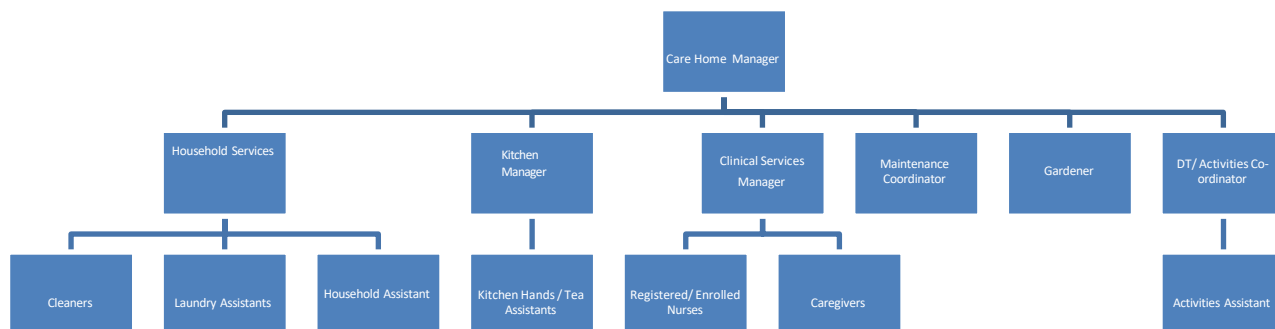 Care Home Manager
Household Services
Kitchen
Manager
Clinical Services
Manager
Maintenance
Coordinator
Gardener
DT/ Activities Co-
ordinator
Cleaners
Laundry Assistants
Household Assistant
Kitchen Hands / Tea
Assistants
Registered/ Enrolled
Nurses
Caregivers
Activities Assistant